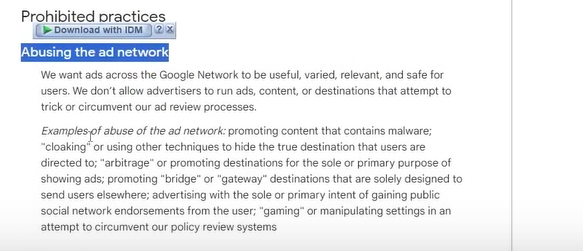 Prohibited practices
Download with IDM ? X
Abusing the ad network
We want ads across the Google Network to be useful, varied, relevant, and safe for
users. We don't allow advertisers to run ads, content, or destinations that attempt to
trick or circumvent our ad review processes.
Examples of abuse of the ad network: promoting content that contains malware;
"cloaking" or using other techniques to hide the true destination that users are
directed to; "arbitrage" or promoting destinations for the sole or primary purpose of
showing ads; promoting "bridge" or "gateway" destinations that are solely designed to
send users elsewhere; advertising with the sole or primary intent of gaining public
social network endorsements from the user; "gaming" or manipulating settings in an
attempt to circumvent our policy review systems